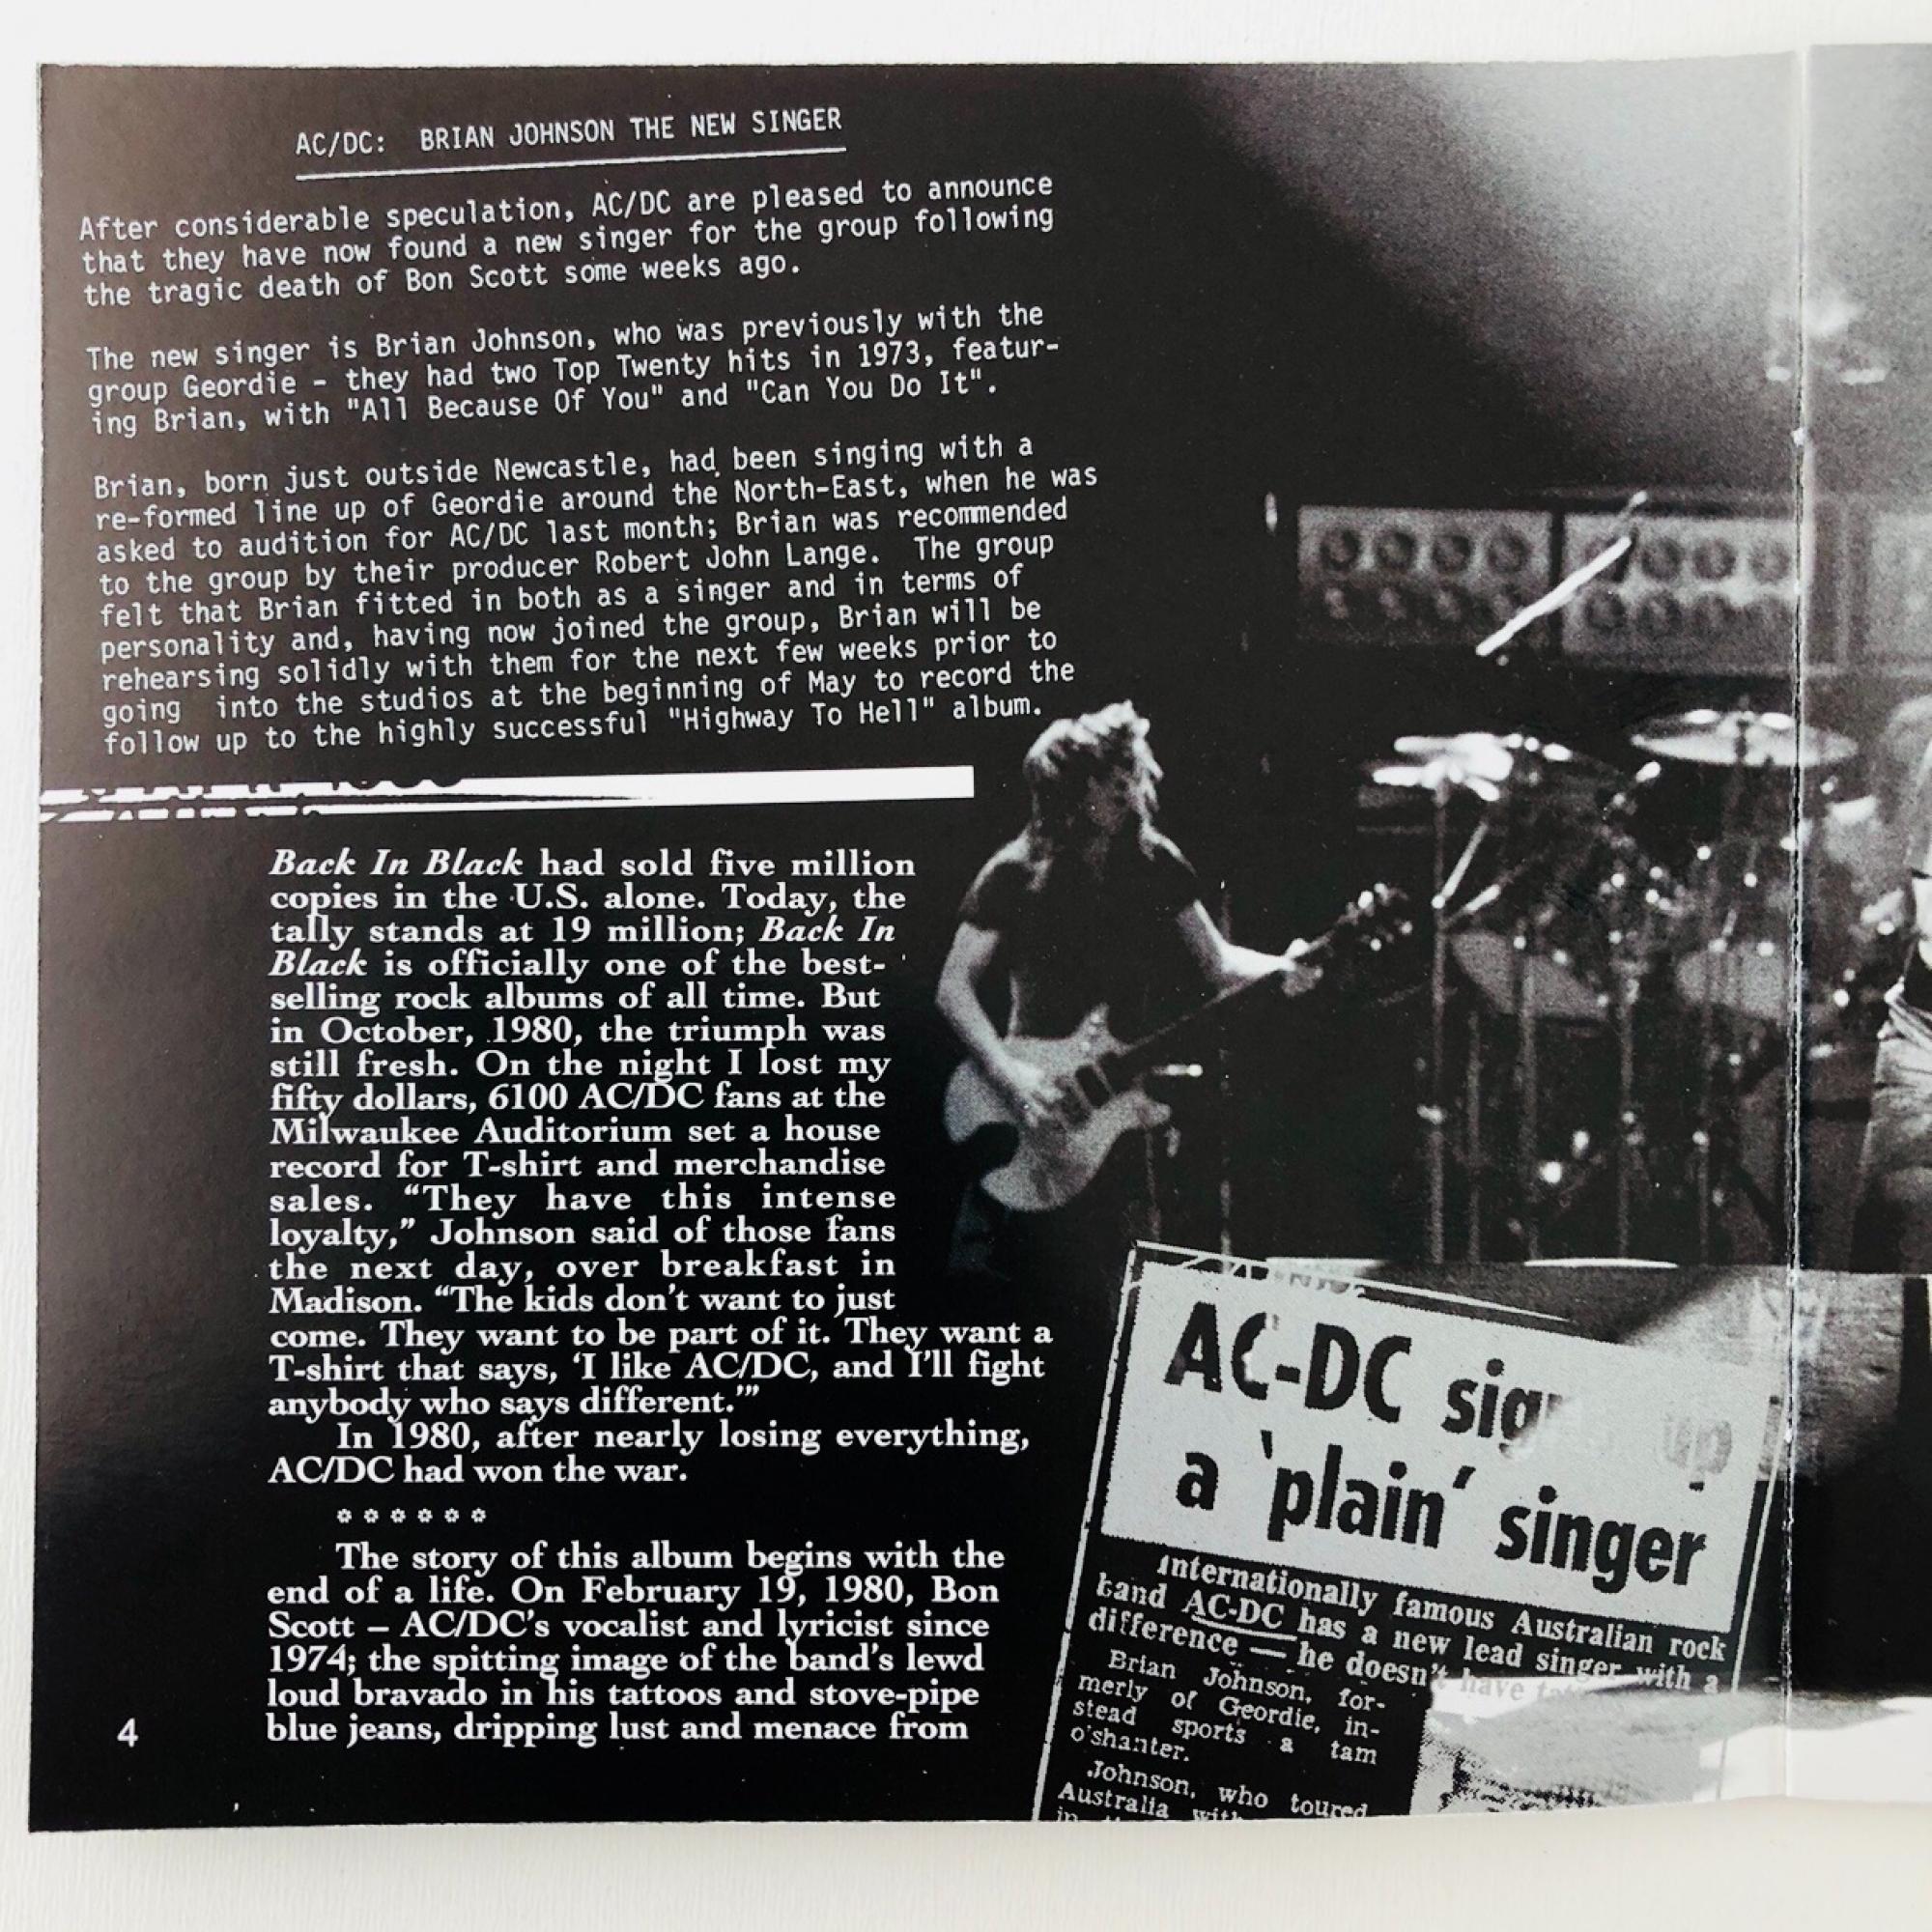 AC/DC: BRIAN JOHNSON THE NEW SINGER
After considerable speculation, AC/DC are pleased to announce
that they have now found a new singer for the group following
the tragic death of Bon Scott some weeks ago.
The new singer is Brian Johnson, who was previously with the
group Geordie - they had two Top Twenty hits in 1973, featur-
ing Brian, with "All Because Of You" and "Can You Do It".
Brian, born just outside Newcastle, had been singing with a
re-formed line up of Geordie around the North-East, when he was
asked to audition for AC/DC last month; Brian was recommended
to the group by their producer Robert John Lange. The group
felt that Brian fitted in both as a singer and in terms of
personality and, having now joined the group, Brian will be
rehearsing solidly with them for the next few weeks prior to
going into the studios at the beginning of May to record the
follow up to the highly successful "Highway To Hell" album.
Back In Black had sold five million
copies in the U.S. alone. Today, the
tally stands at 19 million; Back In
Black is officially one of the best-
selling rock albums of all time. But
in October, 1980, the triumph was
still fresh. On the night I lost my
fifty dollars, 6100 AC/DC fans at the
Milwaukee Auditorium set a house
record for T-shirt and merchandise
sales. “They have this intense
loyalty,” Johnson said of those fans
the next day, over breakfast in
Madison. “The kids don’t want to just
come. They want to be part of it. They want a
T-shirt that says, ‘I like AC/DC, and I’ll fight
anybody who says different.’”
In 1980, after nearly losing everything,
AC/DC had won the war.
The story of this album begins with the
end of a life. On February 19, 1980, Bon
Scott – AC/DC’s vocalist and lyricist since
1974; the spitting image of the band’s lewd
loud bravado in his tattoos and stove-pipe
blue jeans, dripping lust and menace from
4
AC-DC up
a ‘plain’ singer
Internationally famous Australian rock
band AC-DC has a new lead singer with a
difference — he doesn't have
Brian Johnson, for-
merly of Geordie, in-
stead sports a tam
o'shanter.
Johnson, who toured
Australia with